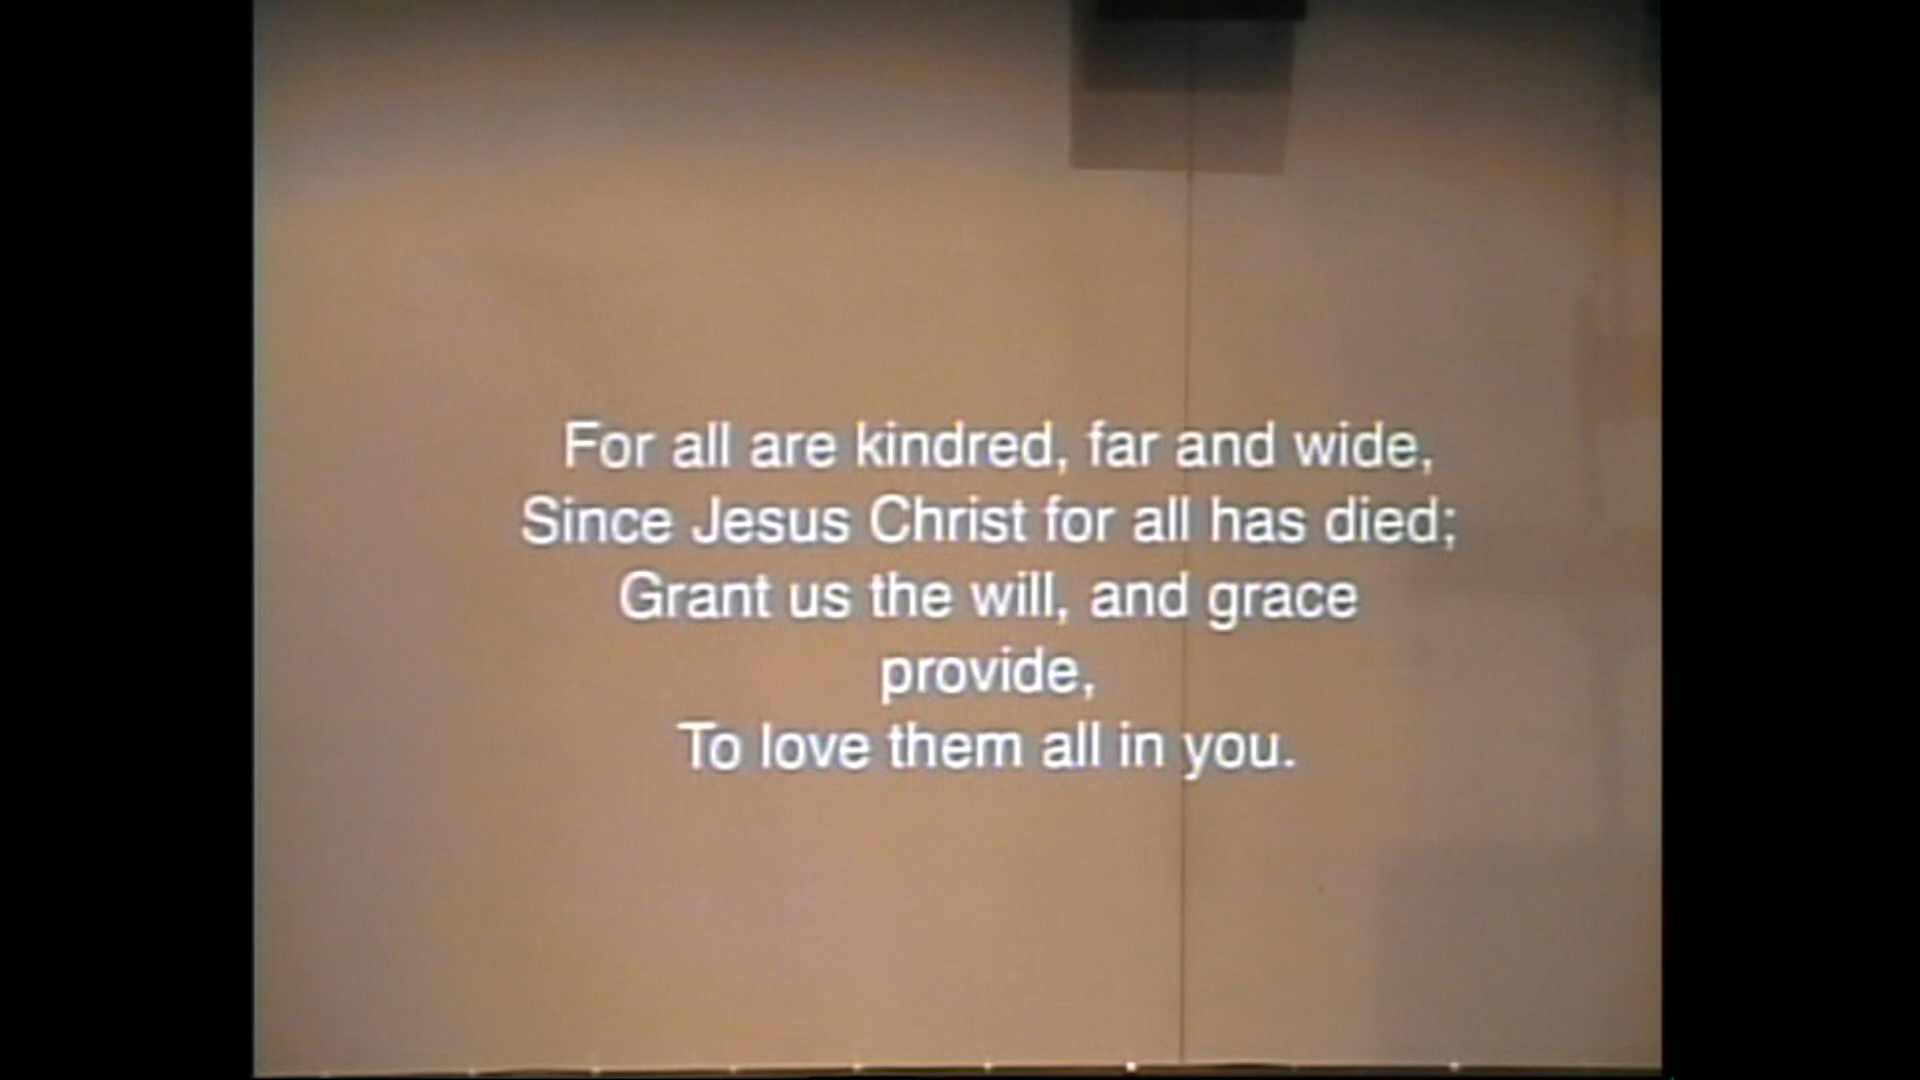 For all are kindred, far and wide,
Since Jesus Christ for all has died;
Grant us the will, and grace
provide,
To love them all in you.